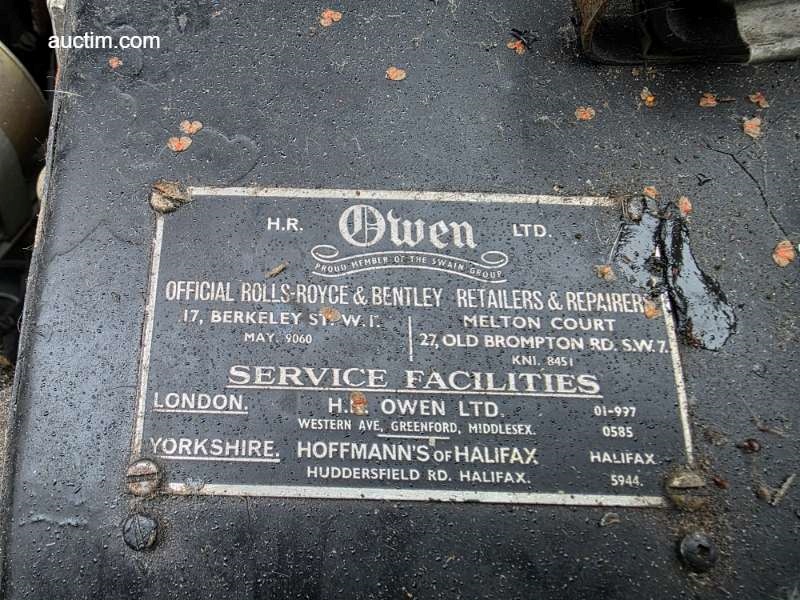 auctim.com
H.R. Owen LTD.
PROUD MEMBER OF THE SWAIN GROUP
OFFICIAL ROLLS-ROYCE & BENTLEY RETAILERS & REPAIRERS
17, BERKELEY ST. W.1. MELTON COURT
MAY. 9060 27, OLD BROMPTON RD. S.W.7.
KNI. 8451
SERVICE FACILITIES
LONDON. H.R. OWEN LTD. 01-997
WESTERN AVE, GREENFORD, MIDDLESEX. 0585
YORKSHIRE. HOFFMANN'S OF HALIFAX HALIFAX
HUDDERSFIELD RD. HALIFAX. 5944.